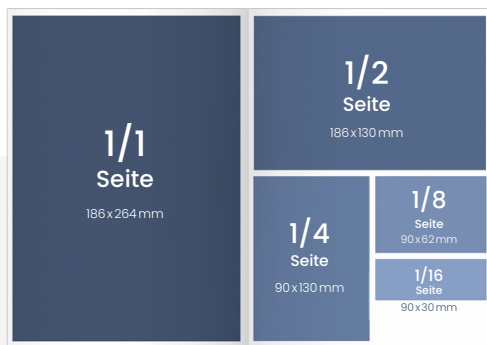 1/1
Seite
186 x 264 mm
1/2
Seite
186 x 130 mm
1/4
Seite
90 x 130 mm
1/8
Seite
90 x 62 mm
1/16
Seite
90 x 30 mm